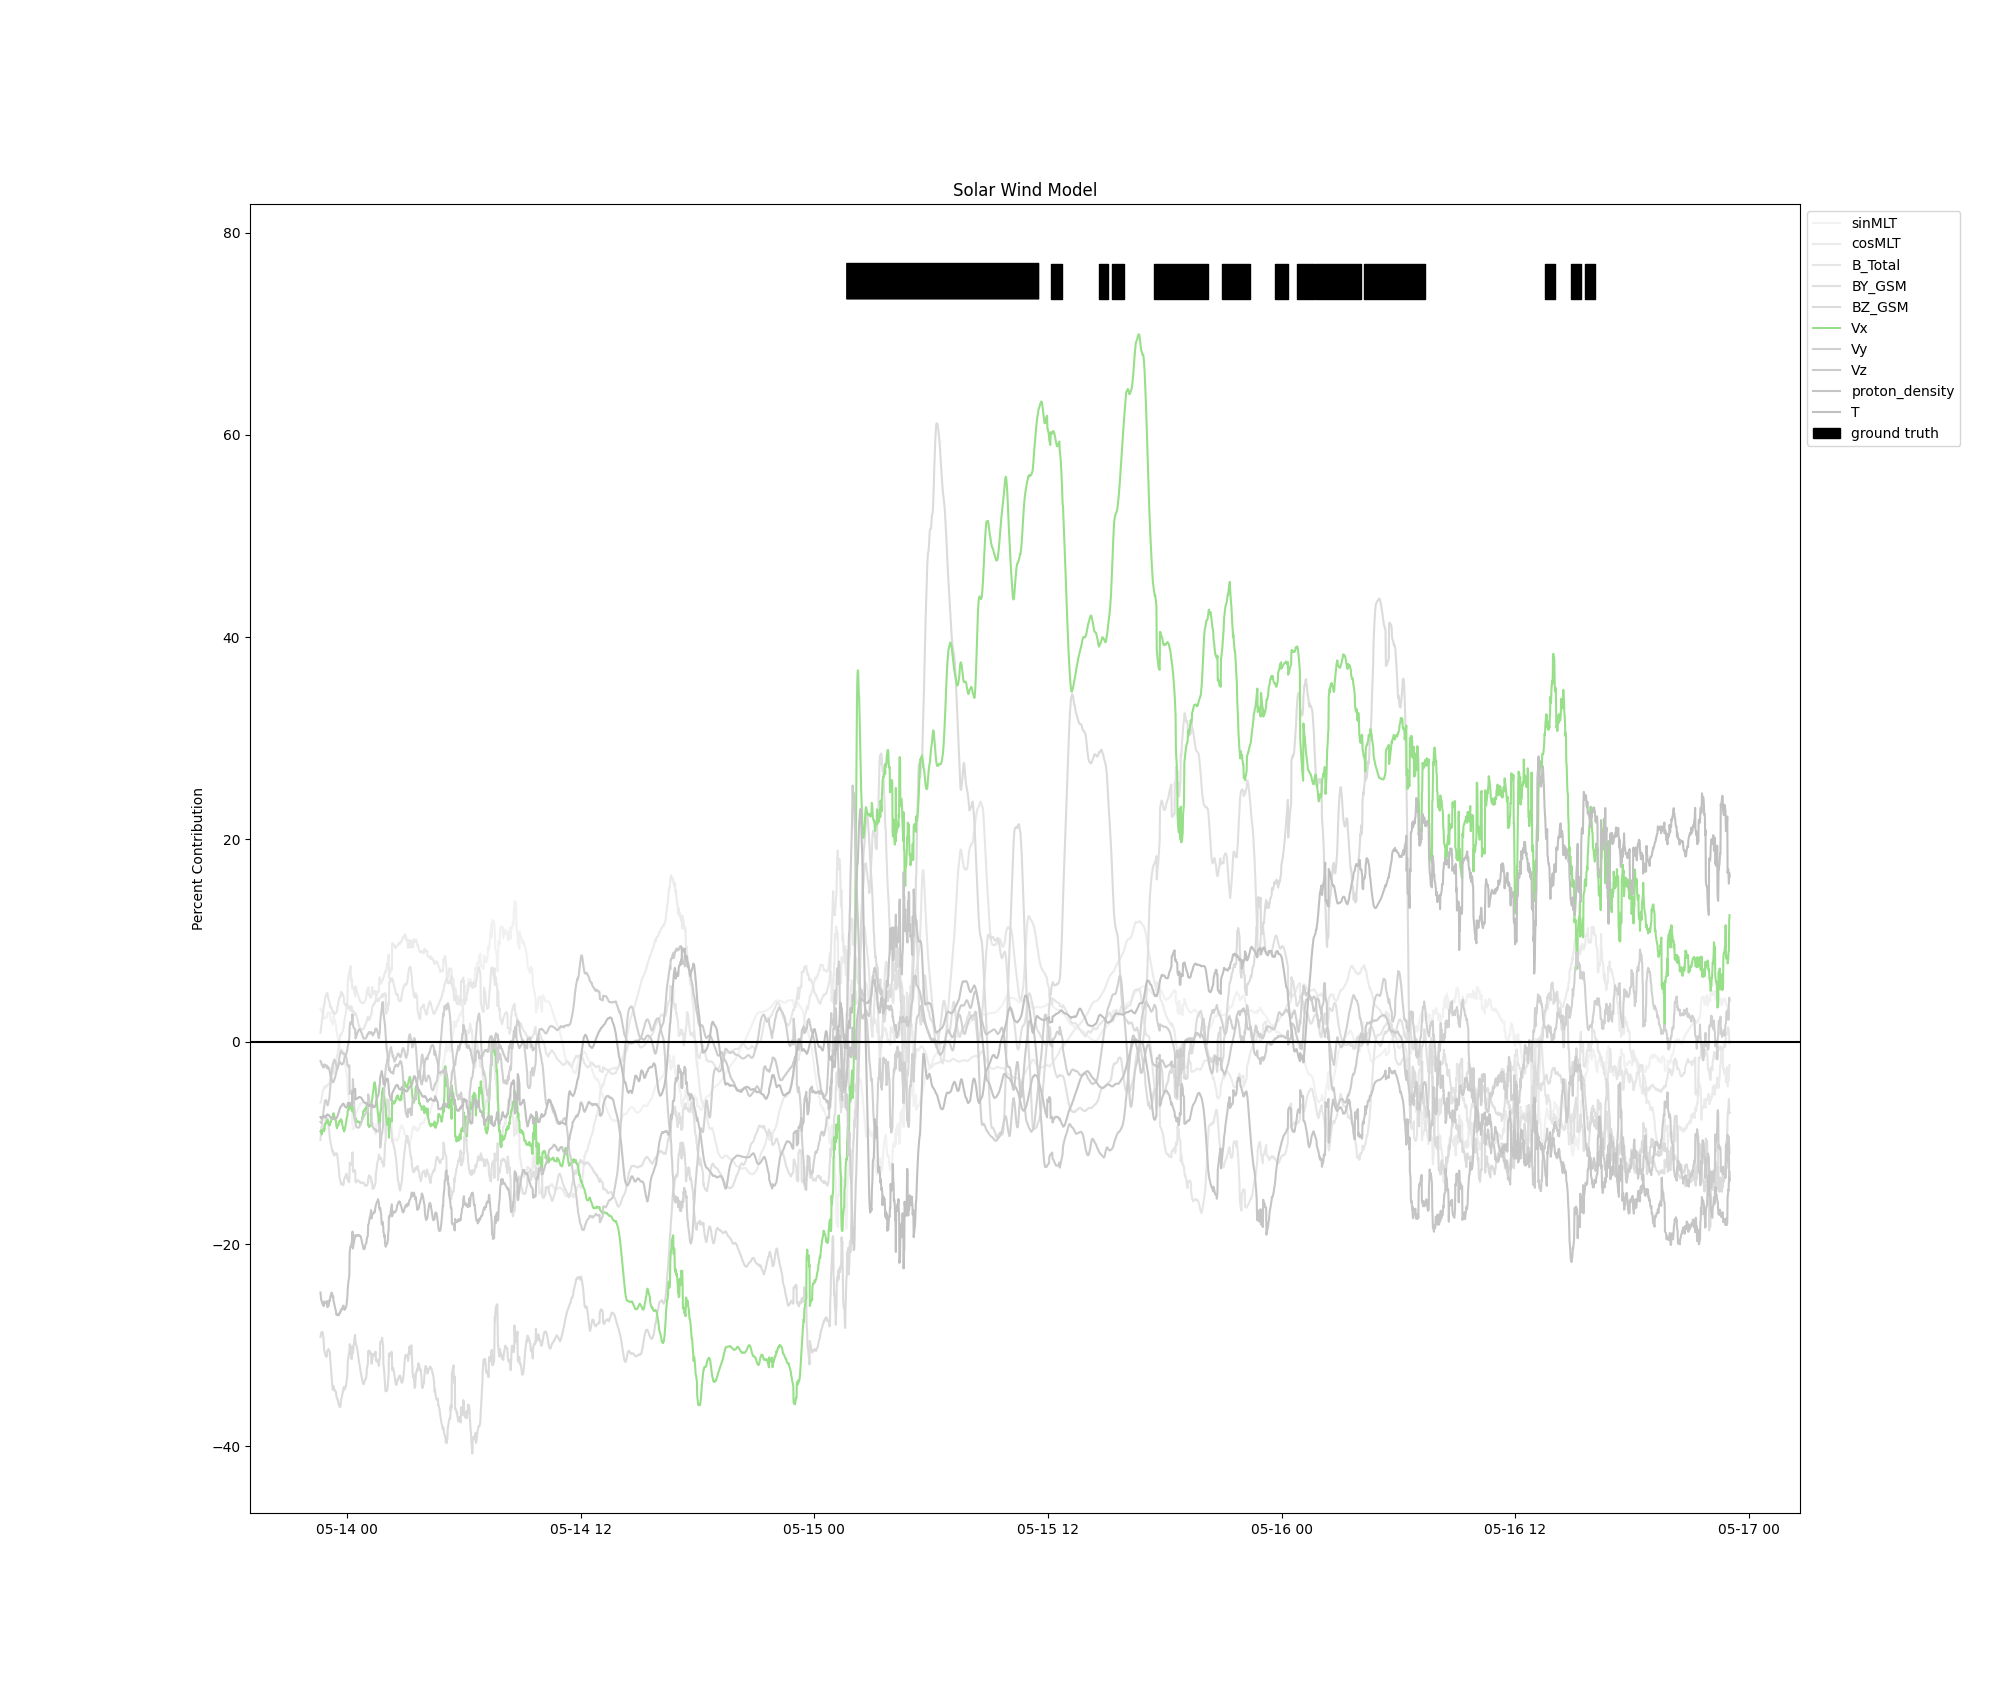 Solar Wind Model
80
60
40
20
0
−20
−40
Percent Contribution
05-14 00
05-14 12
05-15 00
05-15 12
05-16 00
05-16 12
05-17 00
sinMLT
cosMLT
B_Total
BY_GSM
BZ_GSM
Vx
Vy
Vz
proton_density
T
ground truth